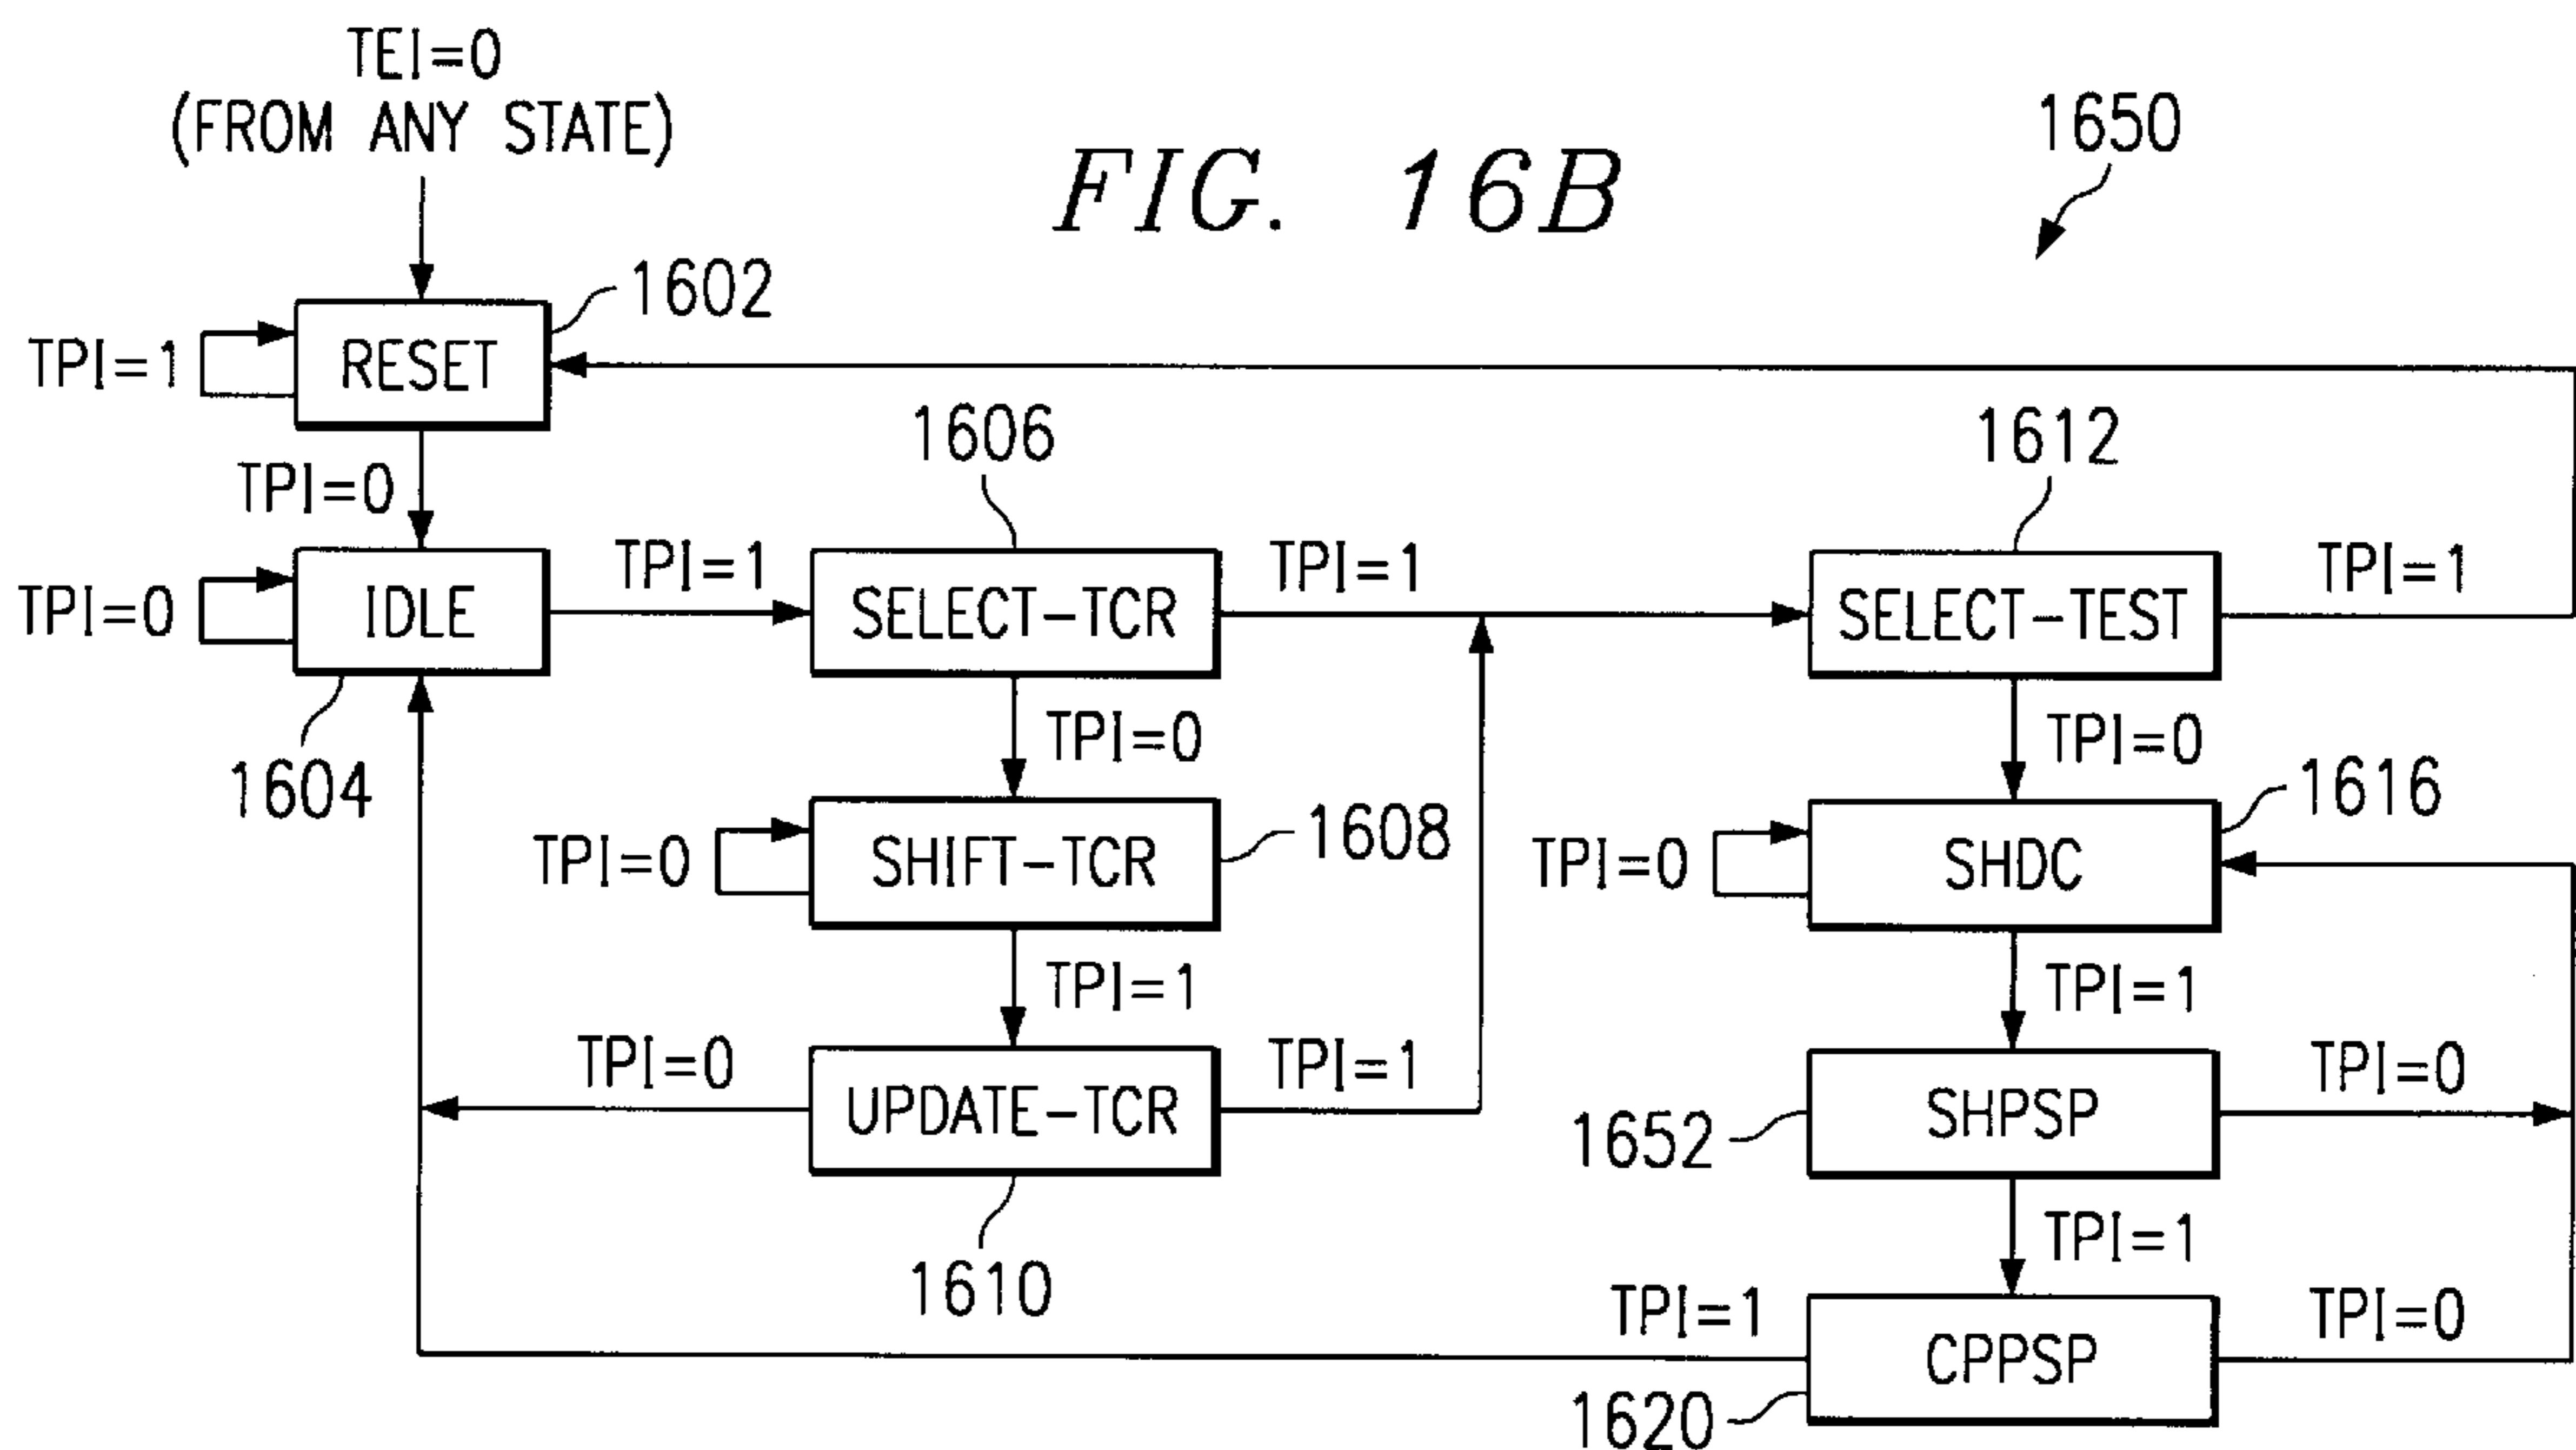 TEI=0
(FROM ANY STATE)
FIG. 16B
1650
1602
TPI=1
RESET
1606
1612
TPI=0
TPI=1
TPI=1
TPI=1
TPI=0
IDLE
SELECT-TCR
SELECT-TEST
TPI=0
TPI=0
1604
1616
1608
TPI=0
SHIFT-TCR
TPI=0
SHDC
TPI=1
TPI=1
TPI=0
TPI=1
TPI=0
UPDATE-TCR
1652
SHPSP
TPI=1
1610
TPI=1
TPI=0
CPPSP
1620